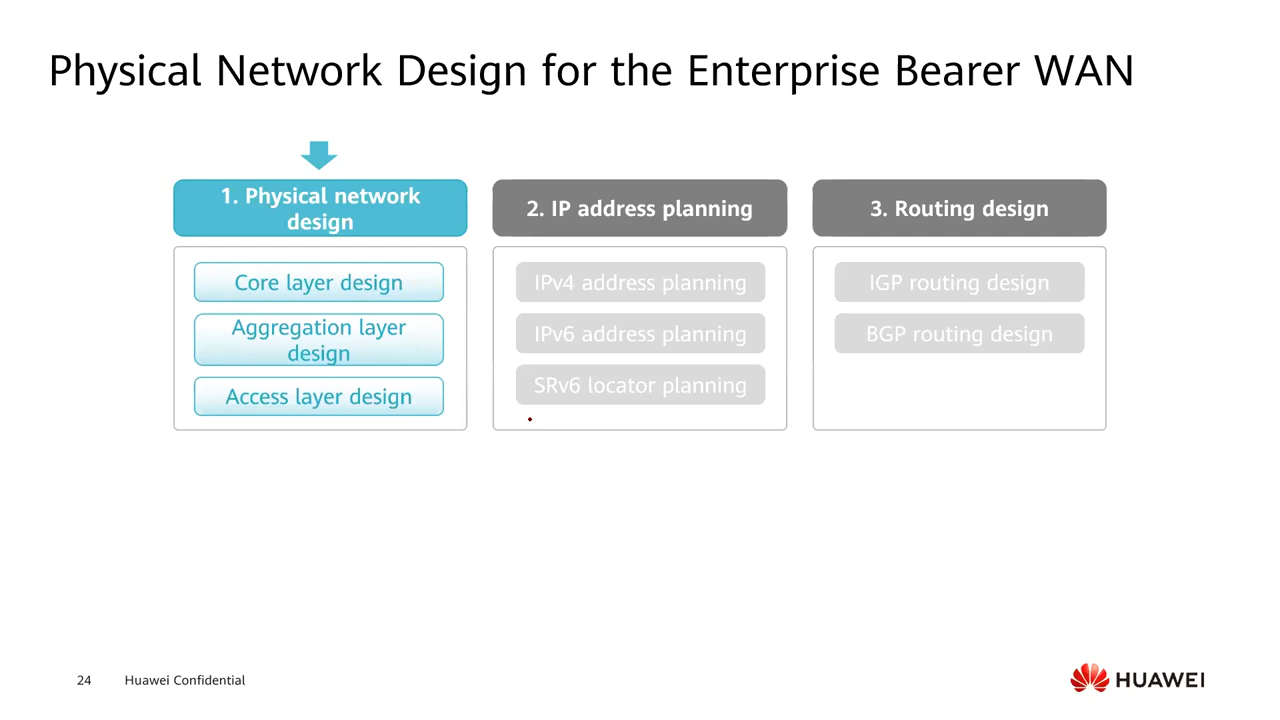 Physical Network Design for the Enterprise Bearer WAN
1. Physical network
design
Core layer design
Aggregation layer
design
Access layer design
2. IP address planning
IPv4 address planning
IPv6 address planning
SRv6 locator planning
3. Routing design
IGP routing design
BGP routing design
24
Huawei Confidential
HUAWEI